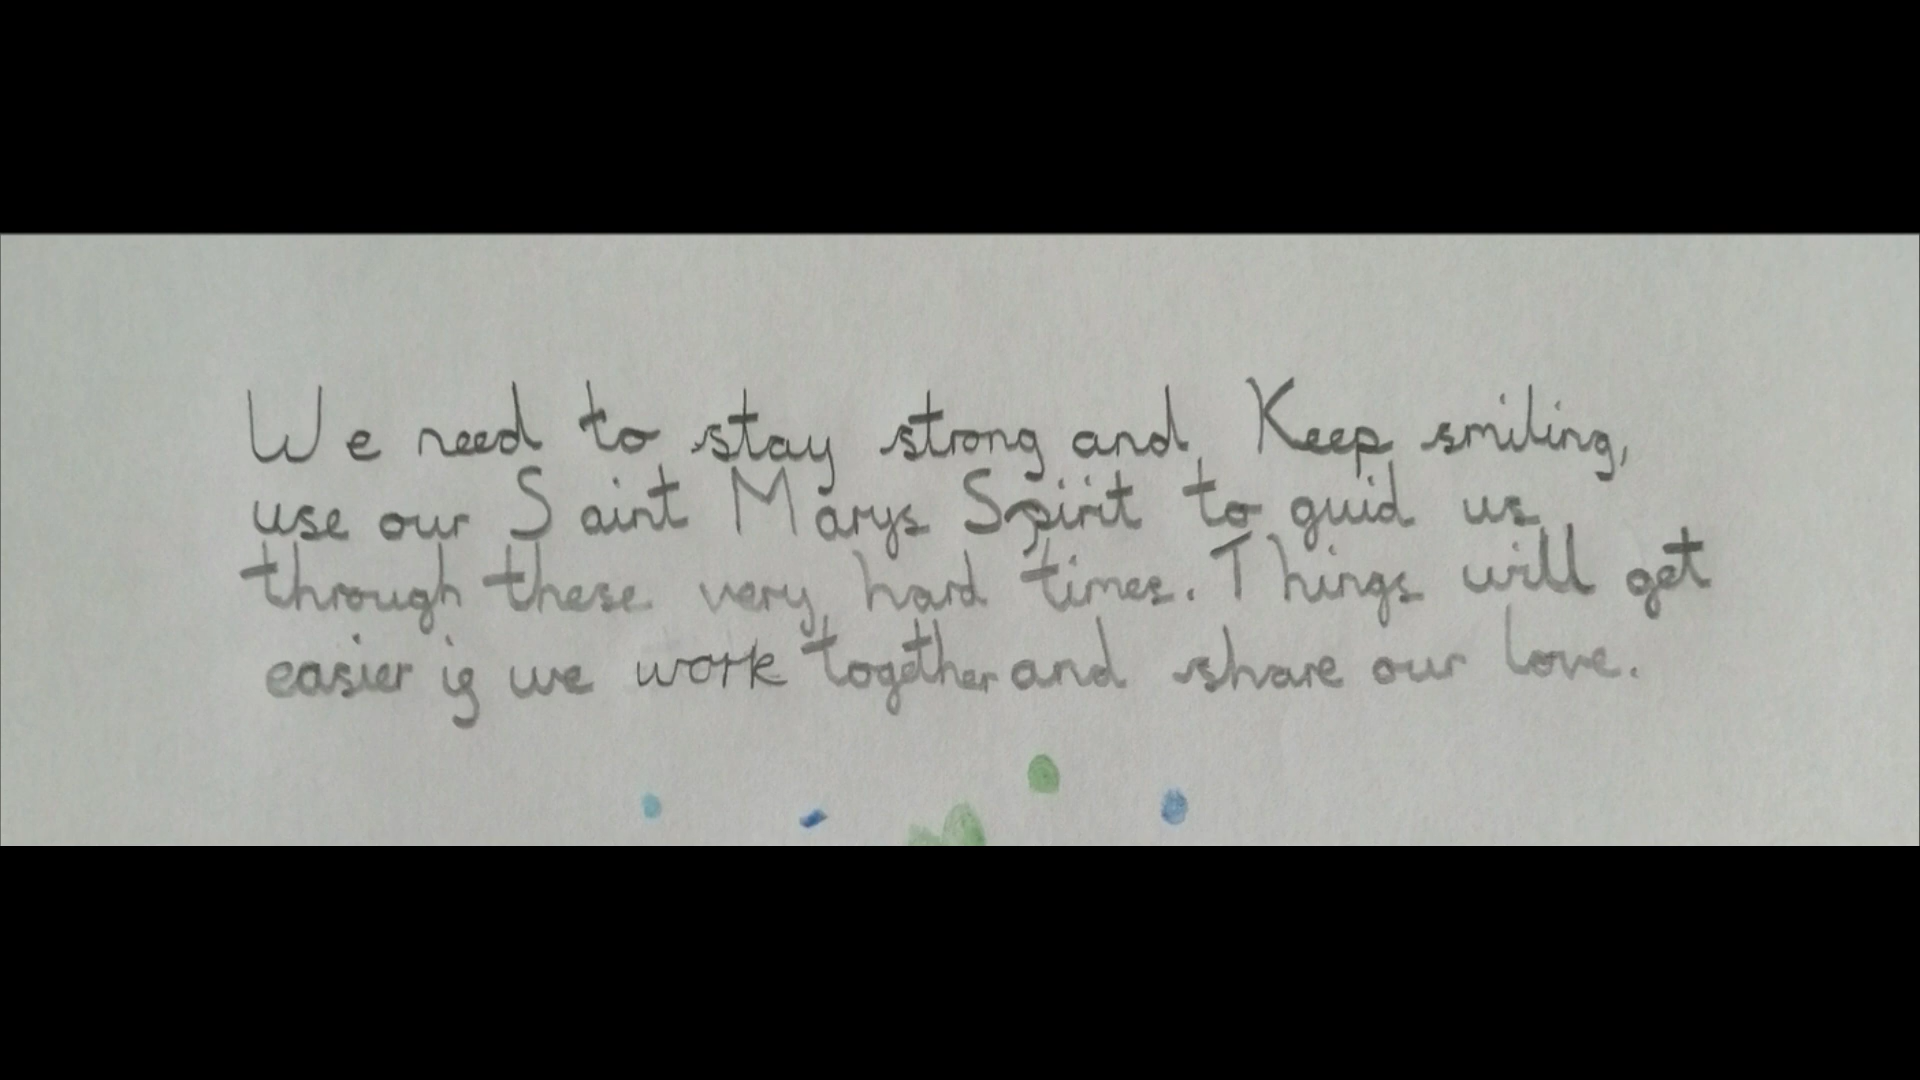 We need to stay strong and Keep smiling,
use our Saint Marys Spirit to guid us
through these very hard times. Things will get
easier if we work together and share our love.